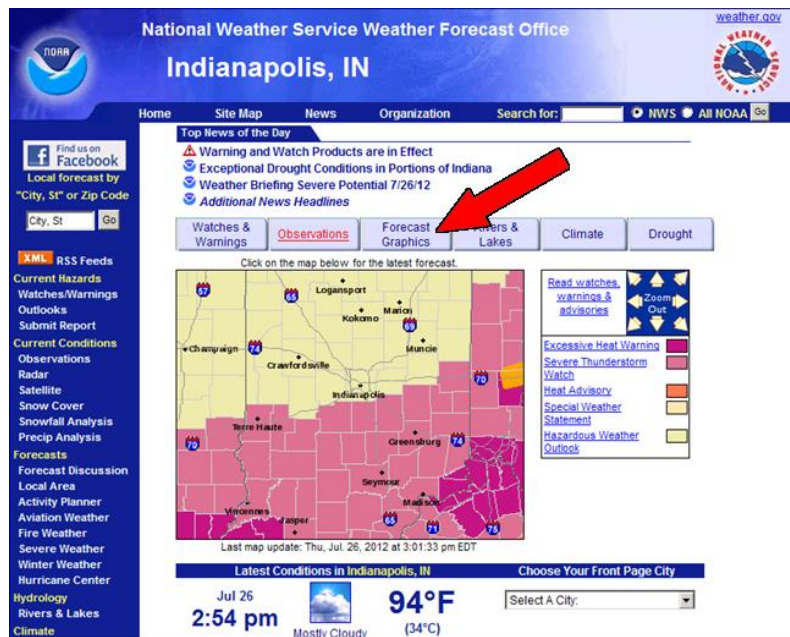 weather.gov
NOAA
National Weather Service Weather Forecast Office
Indianapolis, IN
NATIONAL WEATHER SERVICE
Home Site Map News Organization Search for: NWS All NOAA Go
Find us on
Facebook
Local forecast by
"City, St" or Zip Code
City, St Go
XML RSS Feeds
Current Hazards
Watches/Warnings
Outlooks
Submit Report
Current Conditions
Observations
Radar
Satellite
Snow Cover
Snowfall Analysis
Precip Analysis
Forecasts
Forecast Discussion
Local Area
Activity Planner
Aviation Weather
Fire Weather
Severe Weather
Winter Weather
Hurricane Center
Hydrology
Rivers & Lakes
Climate
Top News of the Day
Warning and Watch Products are in Effect
Exceptional Drought Conditions in Portions of Indiana
Weather Briefing Severe Potential 7/26/12
Additional News Headlines
Watches &
Warnings
Observations
Forecast
Graphics
& 
Lakes
Climate
Drought
Click on the map below for the latest forecast.
57
65
Logansport
Kokomo
Marion
69
Champaign
74
Muncie
Crawfordsville
Indianapolis
70
Terre Haute
70
Greensburg
74
Seymour
Madison
Vincennes
Jasper
65
71
75
Last map update: Thu, Jul. 26, 2012 at 3:01:33 pm EDT
Read watches,
warnings &
advisories
Zoom
Out
Excessive Heat Warning
Severe Thunderstorm
Watch
Heat Advisory
Special Weather
Statement
Hazardous Weather
Outlook
Latest Conditions in Indianapolis, IN
Choose Your Front Page City
Jul 26
2:54 pm
Mostly Cloudy
94°F
(34°C)
Select A City: